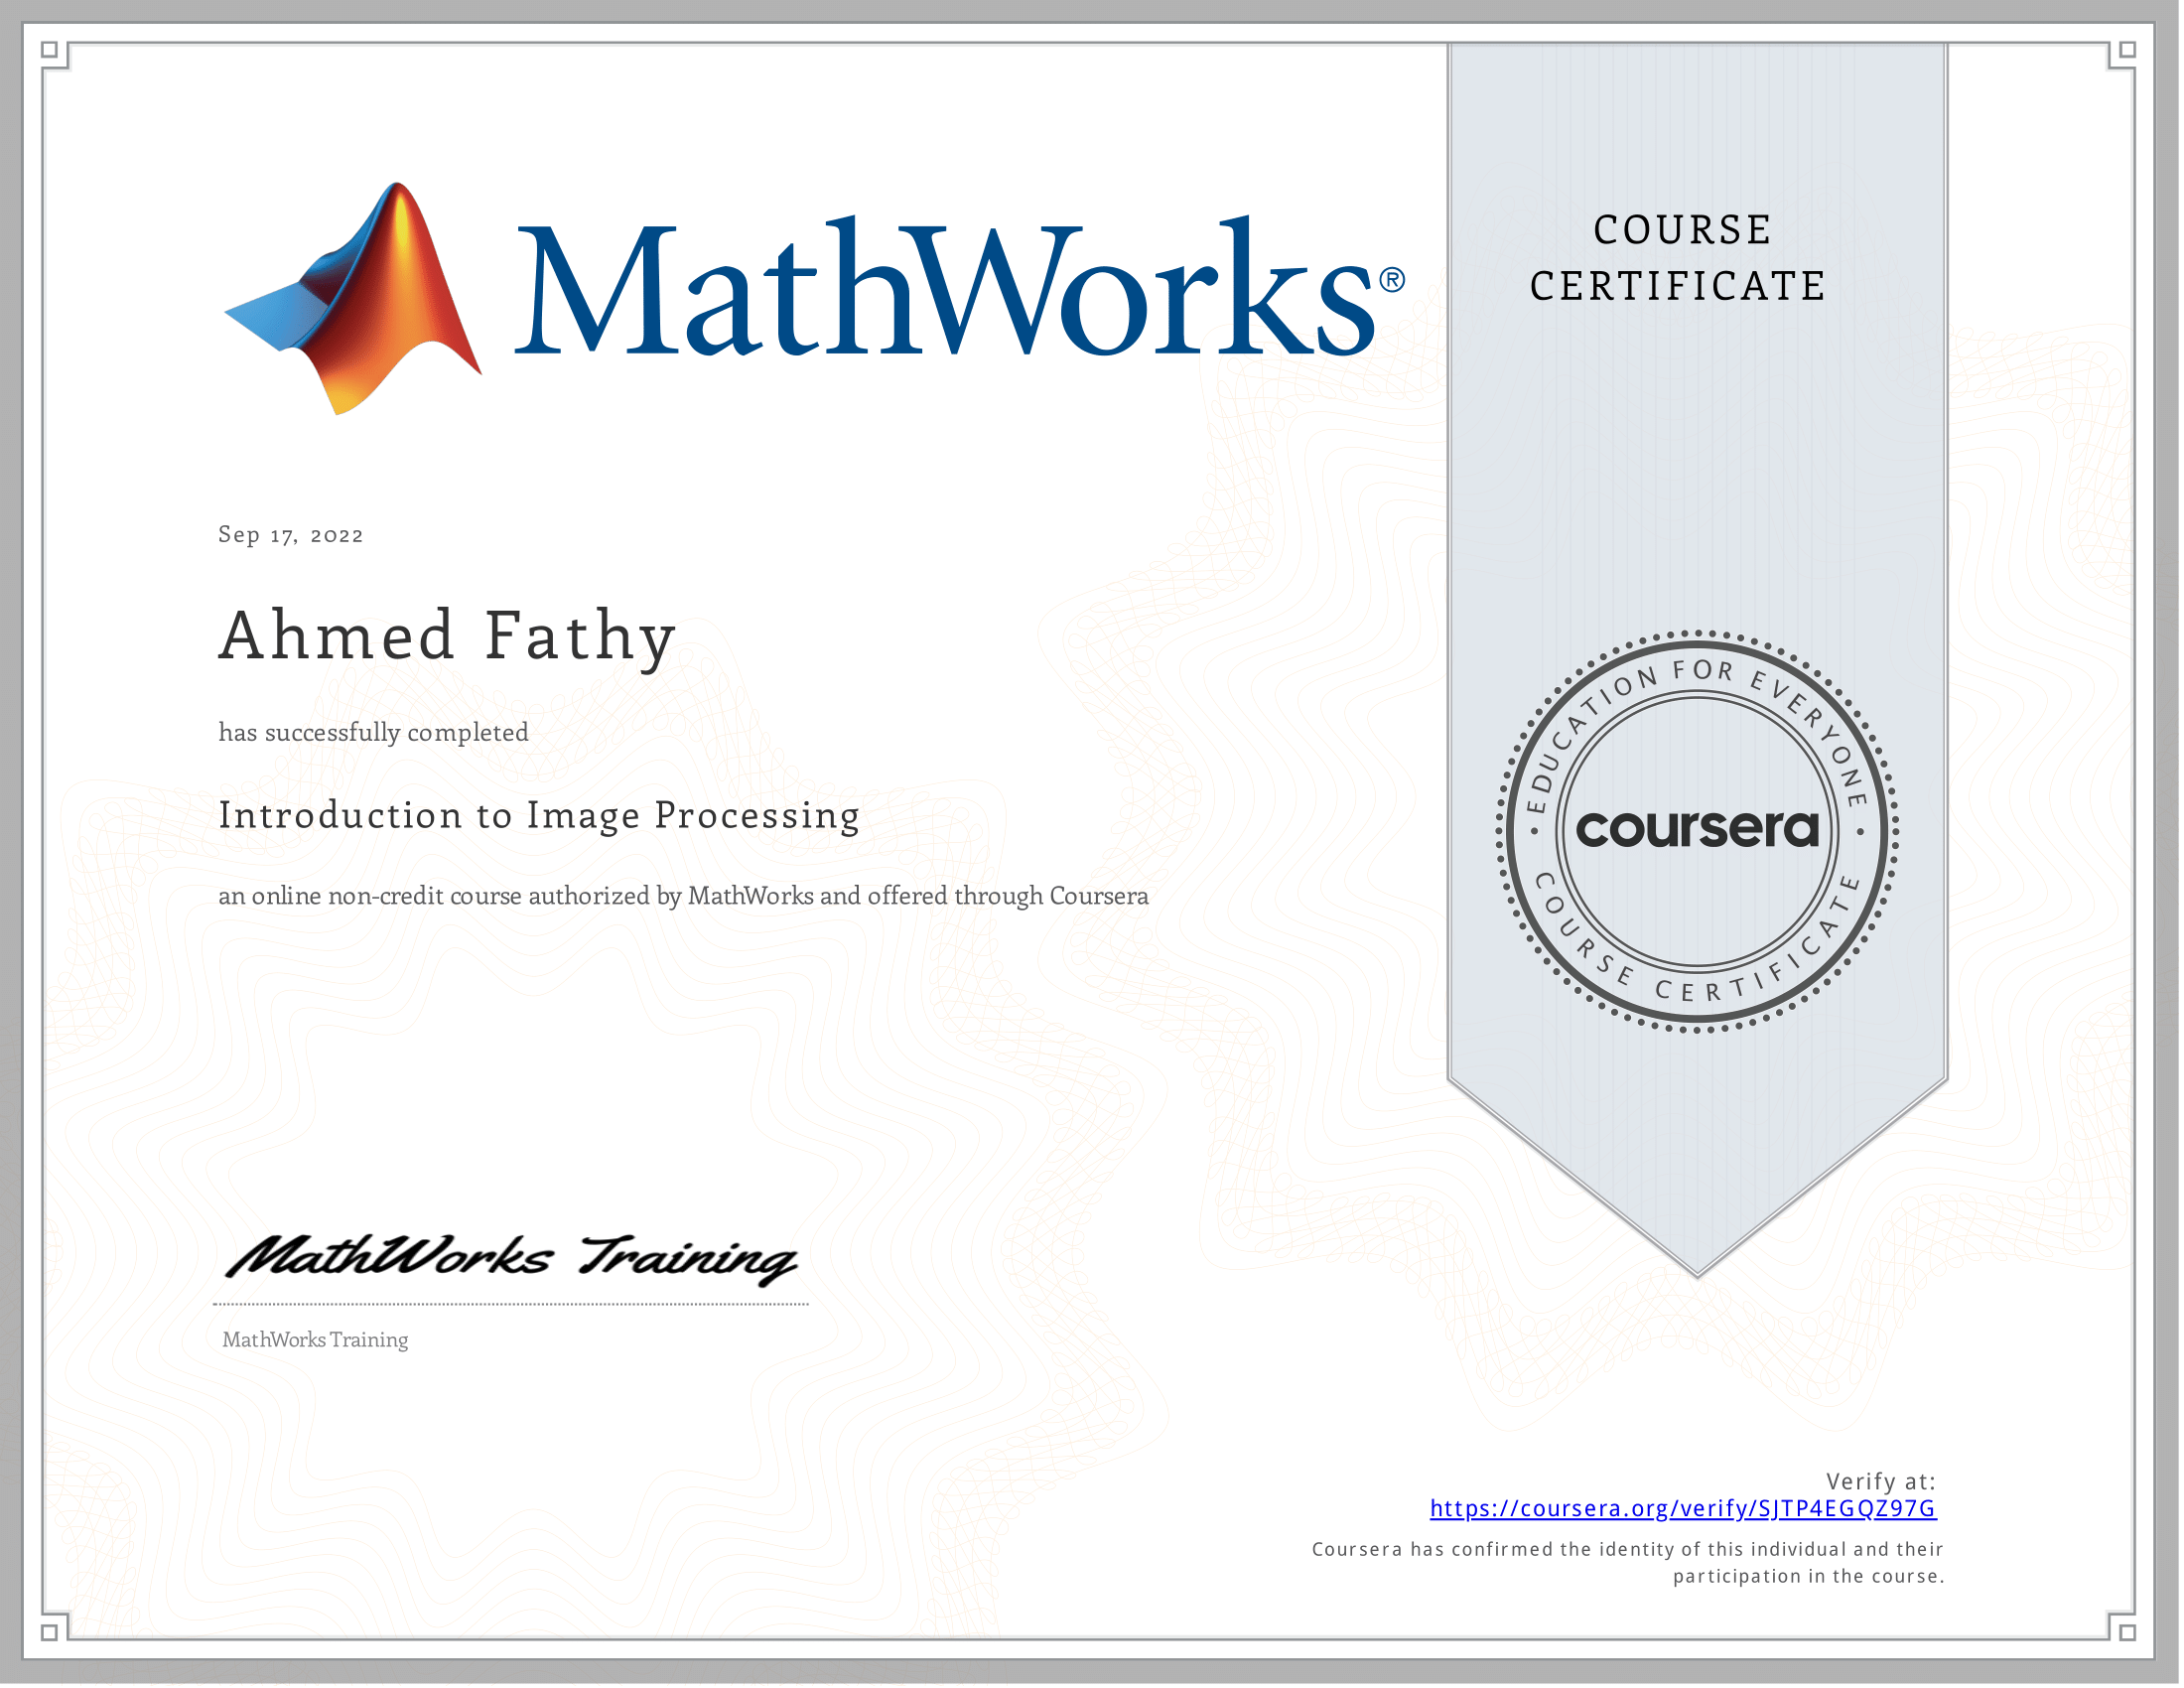 MathWorks®
COURSE
CERTIFICATE
Sep 17, 2022
Ahmed Fathy
has successfully completed
Introduction to Image Processing
an online non-credit course authorized by MathWorks and offered through Coursera
EDUCATION FOR EVERYONE
coursera
COURSE CERTIFICATE
MathWorks Training
MathWorks Training
Verify at:
https://coursera.org/verify/SJTP4EGQZ97G
Coursera has confirmed the identity of this individual and their
participation in the course.